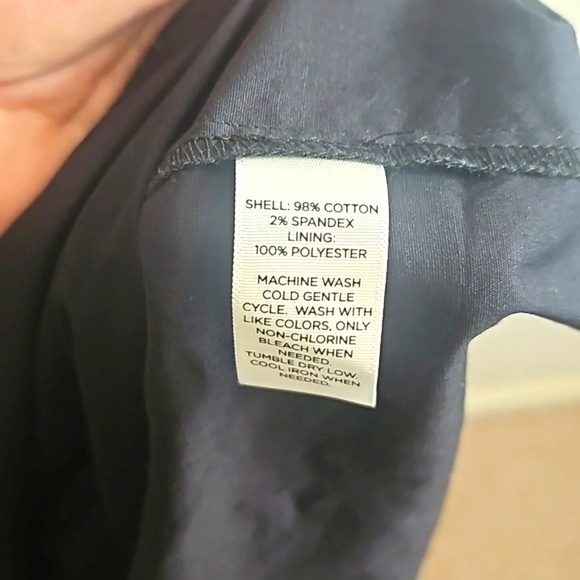 SHELL: 98% COTTON
2% SPANDEX
LINING:
100% POLYESTER
MACHINE WASH
COLD GENTLE
CYCLE. WASH WITH
LIKE COLORS, ONLY
NON-CHLORINE
BLEACH WHEN
NEEDED.
TUMBLE DRY LOW,
COOL IRON WHEN
NEEDED.